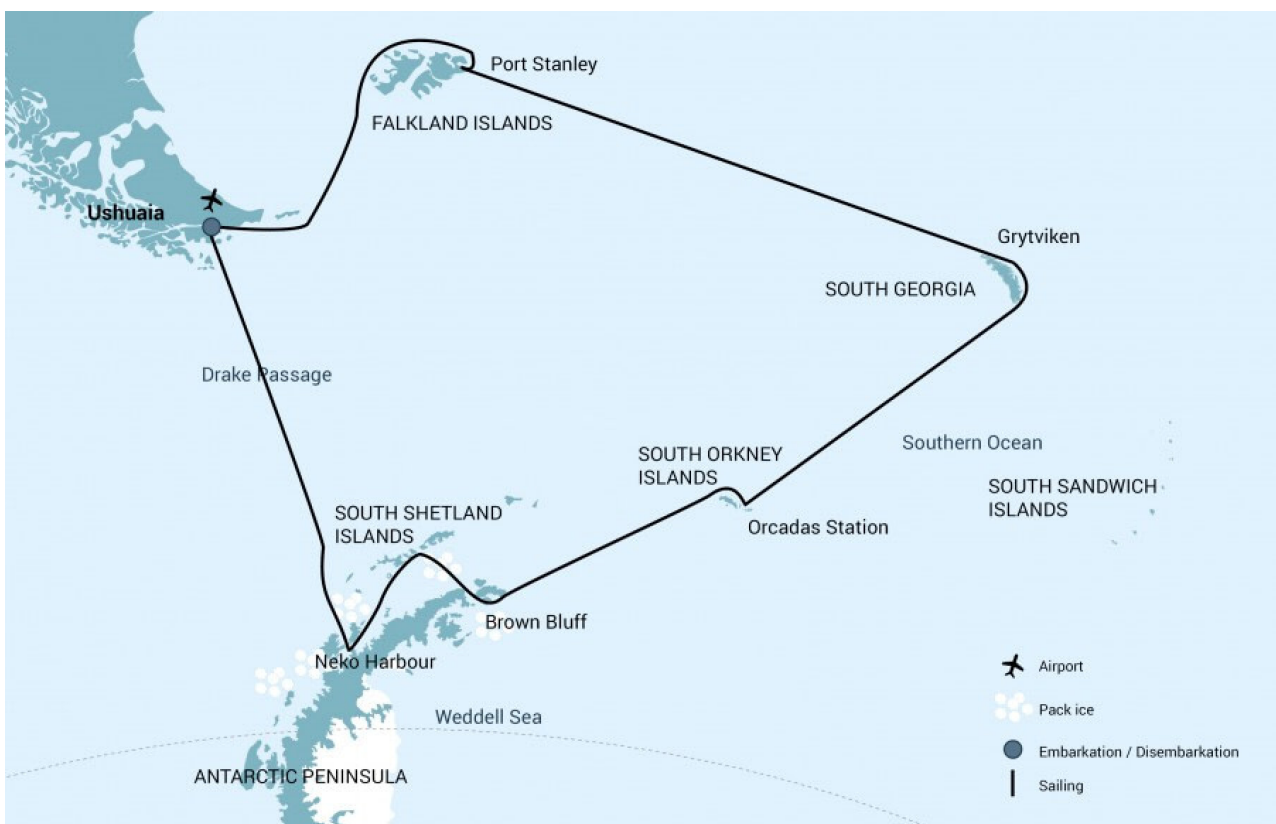 Port Stanley
FALKLAND ISLANDS
Ushuaia
Grytviken
SOUTH GEORGIA
Drake Passage
Southern Ocean
SOUTH ORKNEY
ISLANDS
SOUTH SANDWICH
ISLANDS
SOUTH SHETLAND
ISLANDS
Orcadas Station
Brown Bluff
Neko Harbour
Weddell Sea
ANTARCTIC PENINSULA
Airport
Pack ice
Embarkation / Disembarkation
Sailing